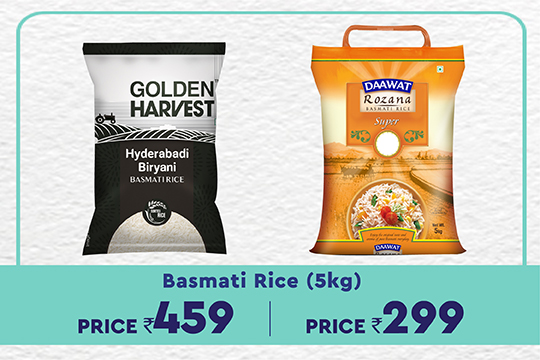 GOLDEN
HARVEST
Hyderabadi
Biryani
BASMATI RICE
DAAWAT
Rozana
BASMATI RICE
Super
5kg
DAAWAT
Basmati Rice (5kg)
PRICE ₹459
PRICE ₹299